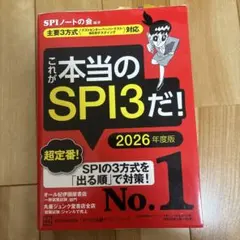 SPIノートの会 編著
主要3方式
対応
これが
本当の
SPI3だ!
2026年度版
超定番!
SPIの3方式を
「出る順」で対策!
No.1